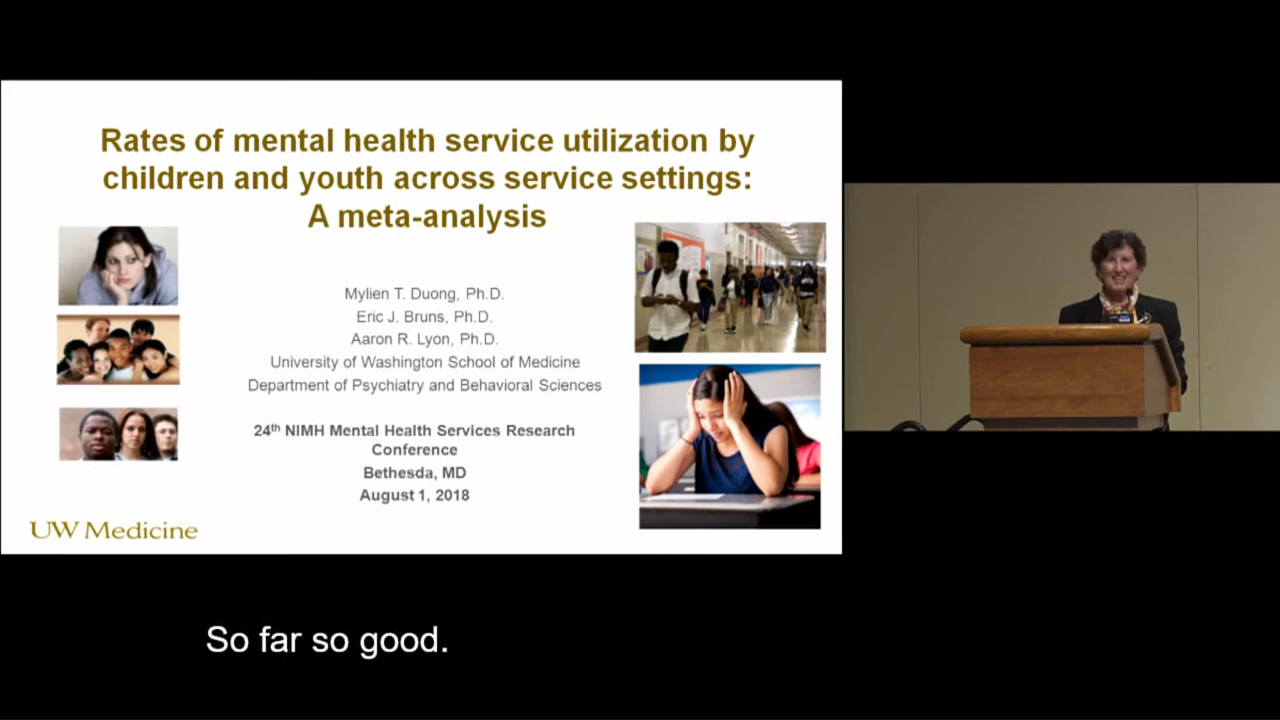 Rates of mental health service utilization by
children and youth across service settings:
A meta-analysis
Mylien T. Duong, Ph.D.
Eric J. Bruns, Ph.D.
Aaron R. Lyon, Ph.D.
University of Washington School of Medicine
Department of Psychiatry and Behavioral Sciences
24th NIMH Mental Health Services Research
Conference
Bethesda, MD
August 1, 2018
UW Medicine
So far so good.